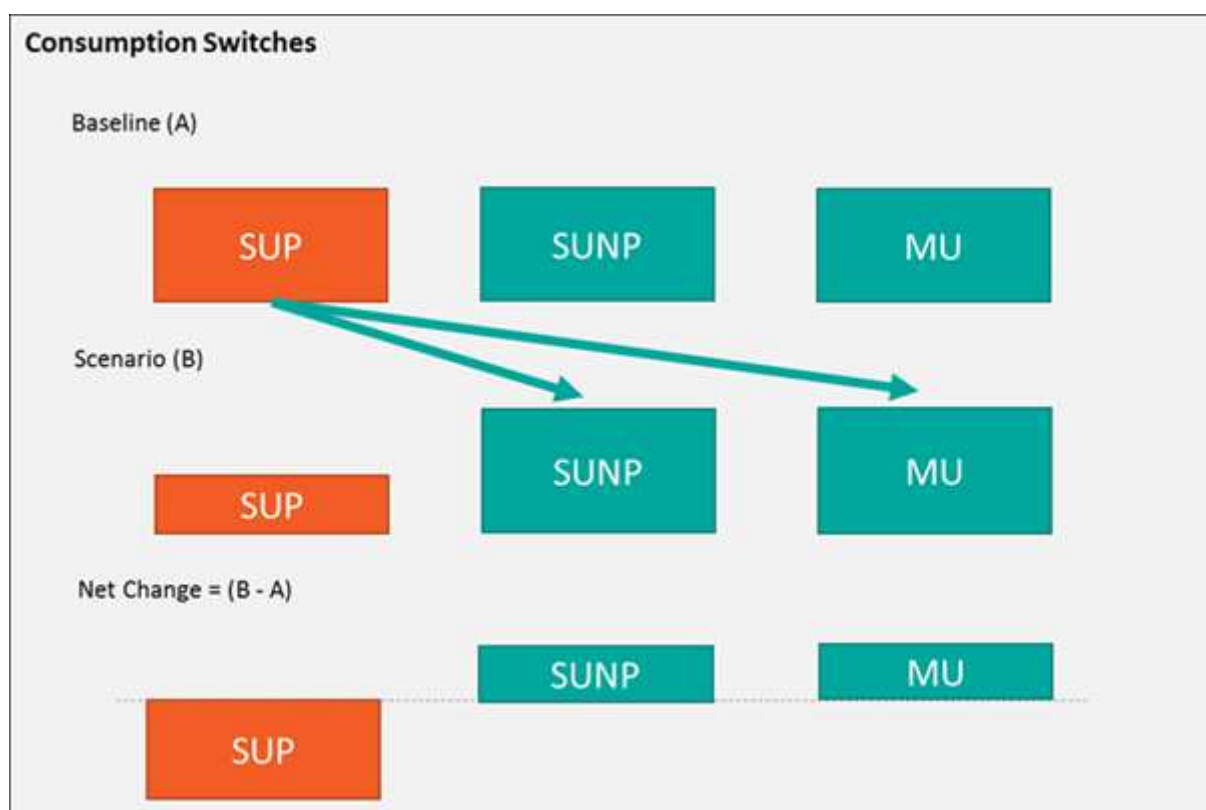 Consumption Switches
Baseline (A)
SUP SUNP MU
Scenario (B)
SUP SUNP MU
Net Change = (B - A)
SUP SUNP MU